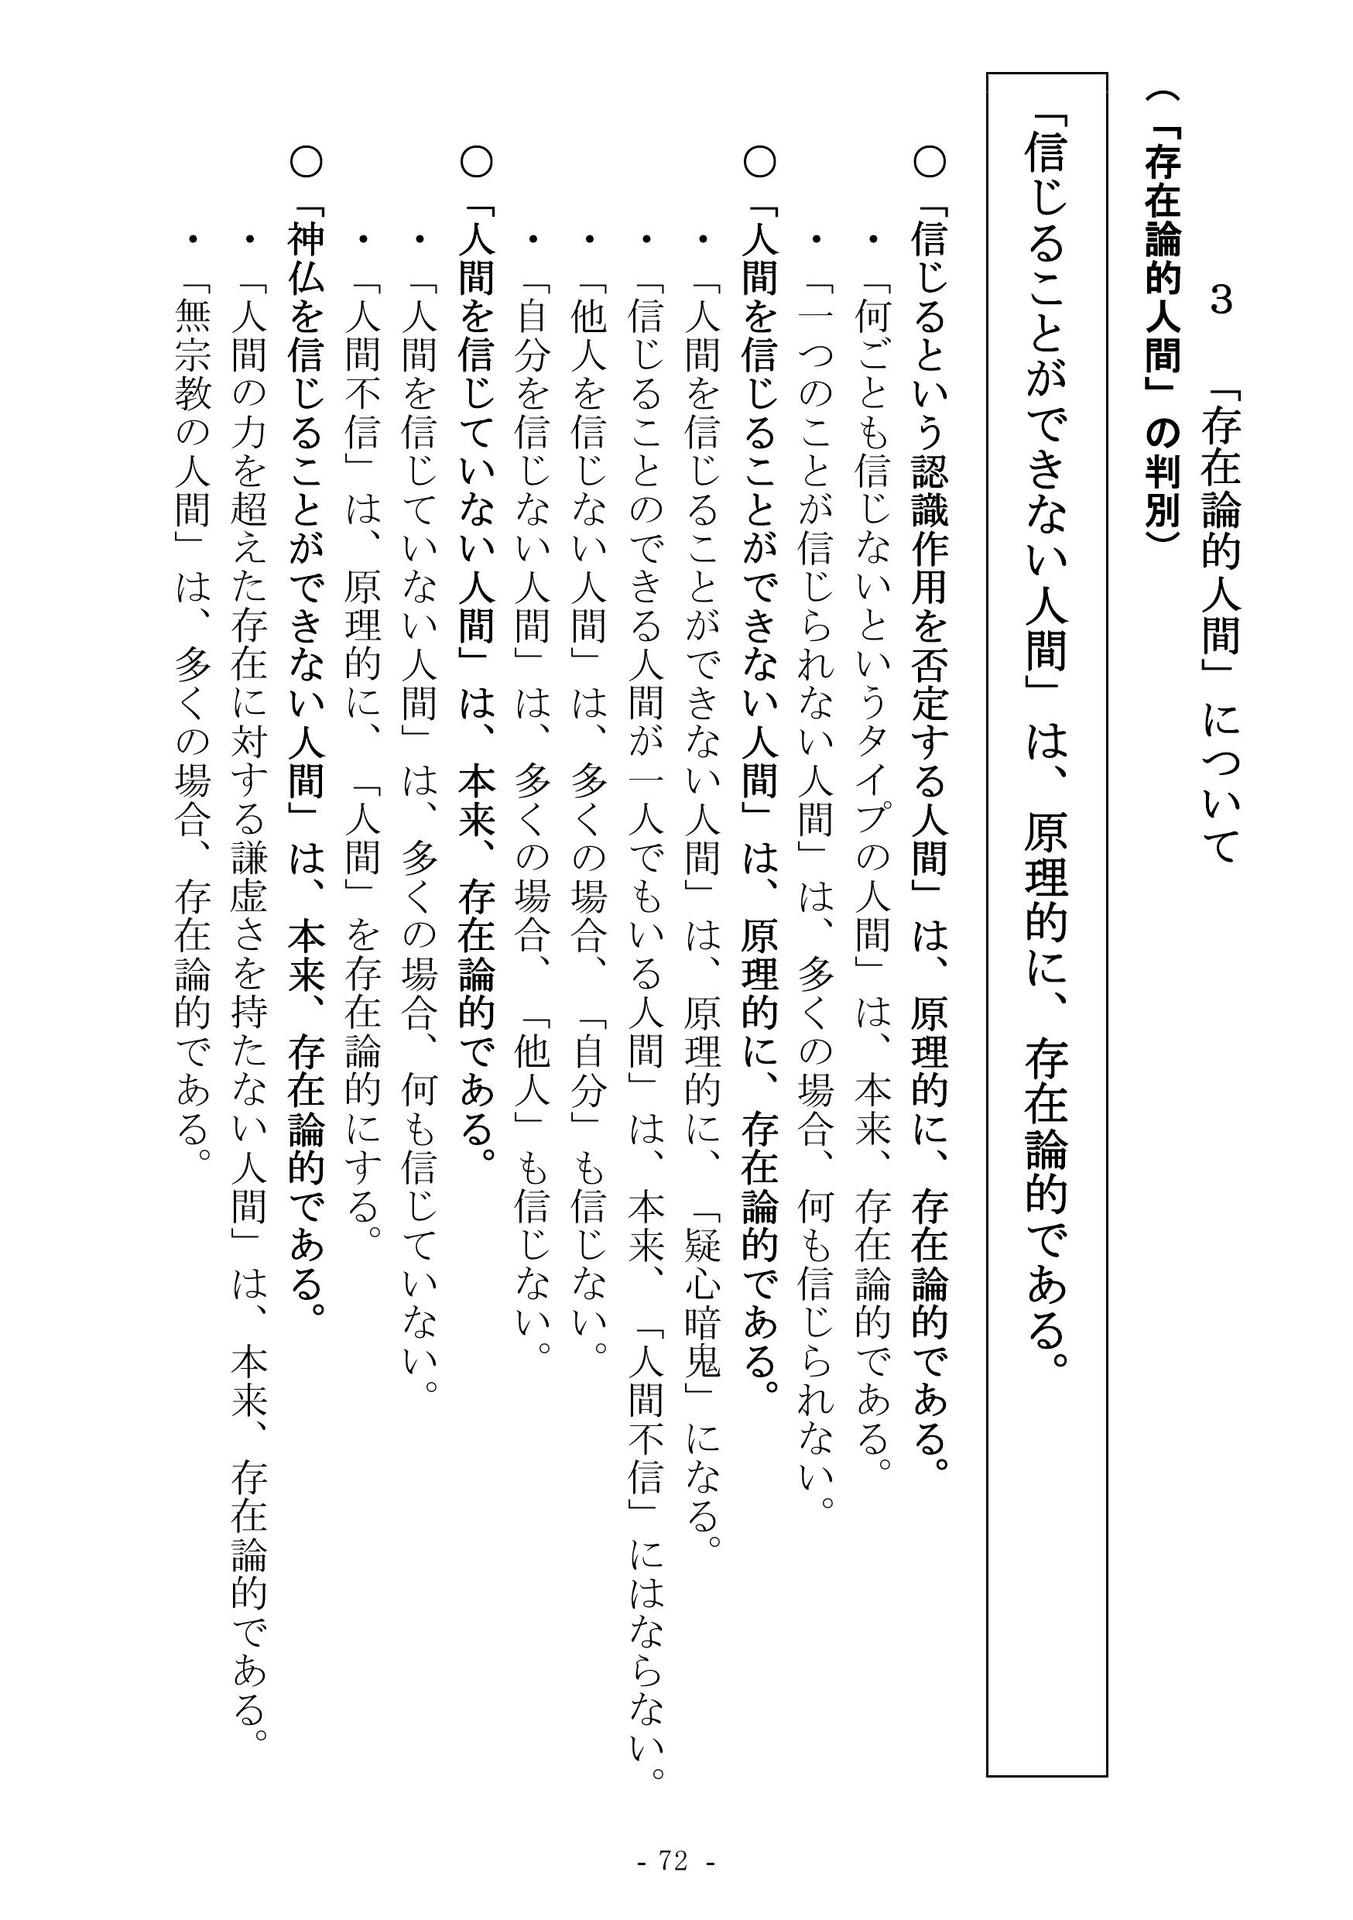 ３　「存在論的人間」について
（「存在論的人間」の判別）
「信じることができない人間」は、原理的に、存在論的である。
○「信じるという認識作用を否定する人間」は、原理的に、存在論的である。
・「何ごとも信じないというタイプの人間」は、本来、存在論的である。
・「一つのことが信じられない人間」は、多くの場合、何も信じられない。
○「人間を信じることができない人間」は、原理的に、存在論的である。
・「人間を信じることができない人間」は、原理的に、「疑心暗鬼」になる。
・「信じることのできる人間が一人でもいる人間」は、本来、「人間不信」にはならない。
・「他人を信じない人間」は、多くの場合、「自分」も信じない。
・「自分を信じない人間」は、多くの場合、「他人」も信じない。
○「人間を信じていない人間」は、本来、存在論的である。
・「人間を信じていない人間」は、多くの場合、何も信じていない。
・「人間不信」は、原理的に、「人間」を存在論的にする。
○「神仏を信じることができない人間」は、本来、存在論的である。
・「人間の力を超えた存在に対する謙虚さを持たない人間」は、本来、存在論的である。
・「無宗教の人間」は、多くの場合、存在論的である。
- 72 -